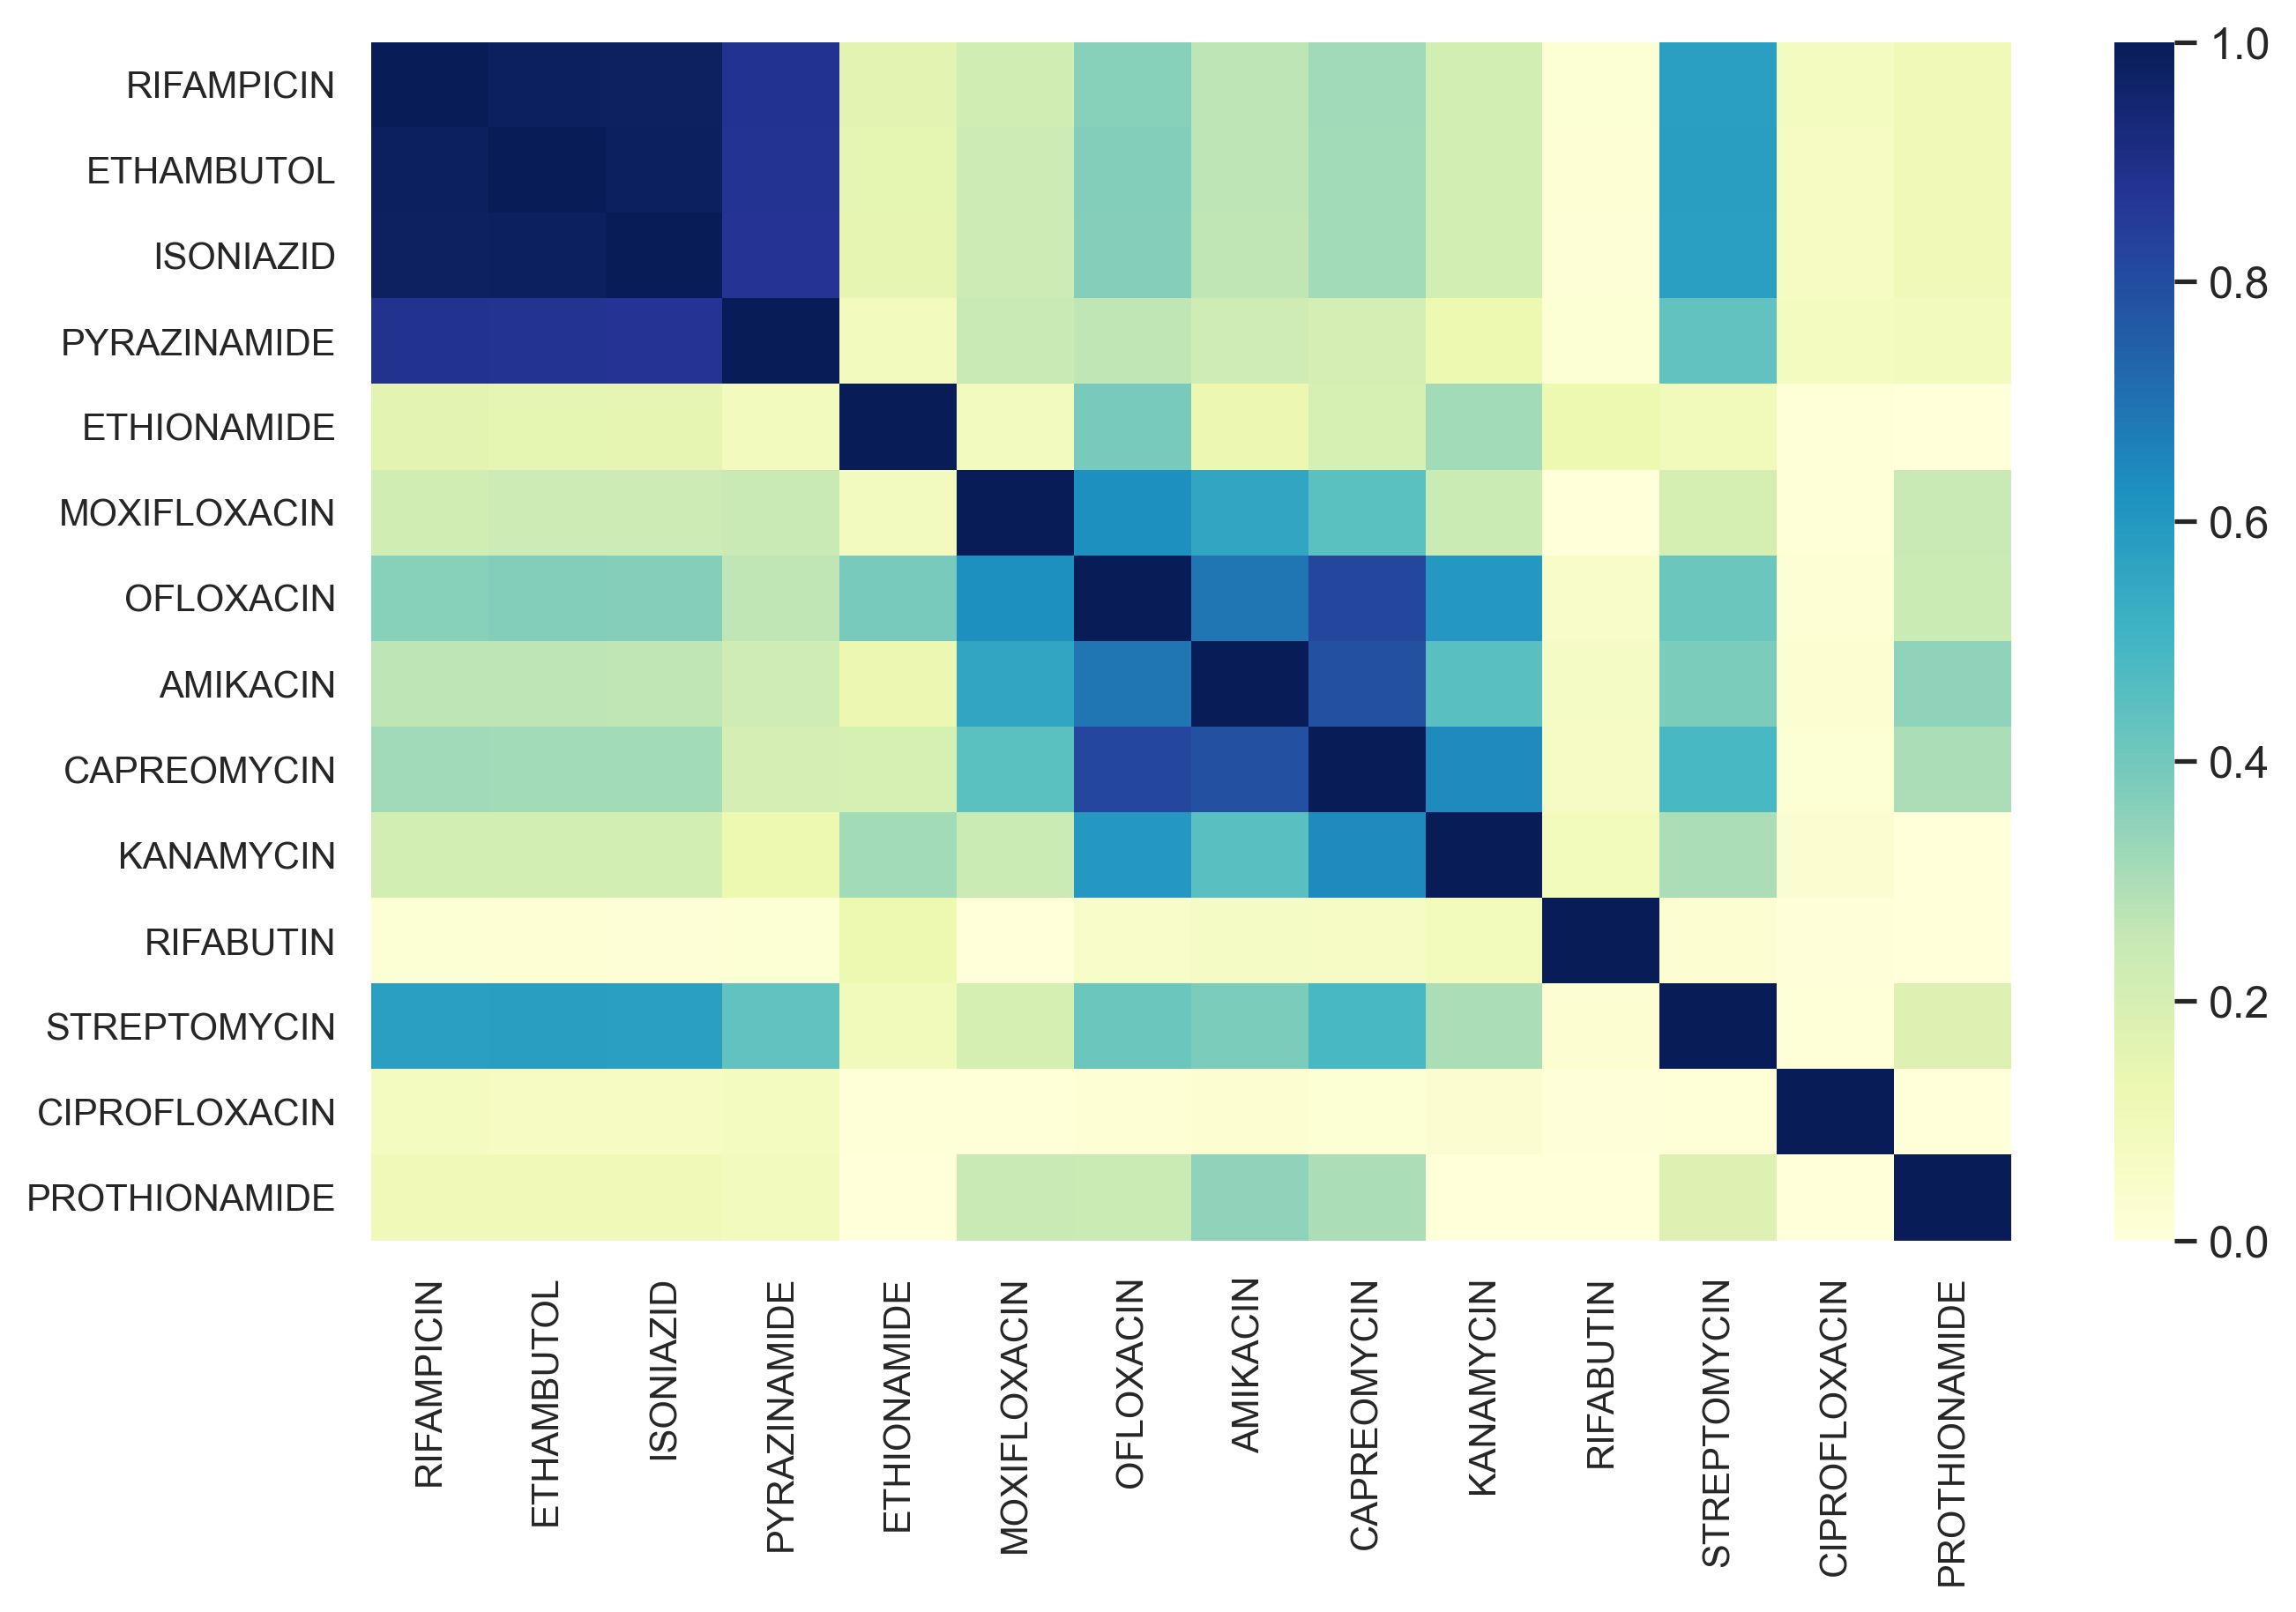 RIFAMPICIN
ETHAMBUTOL
ISONIAZID
PYRAZINAMIDE
ETHIONAMIDE
MOXIFLOXACIN
OFLOXACIN
AMIKACIN
CAPREOMYCIN
KANAMYCIN
RIFABUTIN
STREPTOMYCIN
CIPROFLOXACIN
PROTHIONAMIDE
RIFAMPICIN
ETHAMBUTOL
ISONIAZID
PYRAZINAMIDE
ETHIONAMIDE
MOXIFLOXACIN
OFLOXACIN
AMIKACIN
CAPREOMYCIN
KANAMYCIN
RIFABUTIN
STREPTOMYCIN
CIPROFLOXACIN
PROTHIONAMIDE
1.0
0.8
0.6
0.4
0.2
0.0